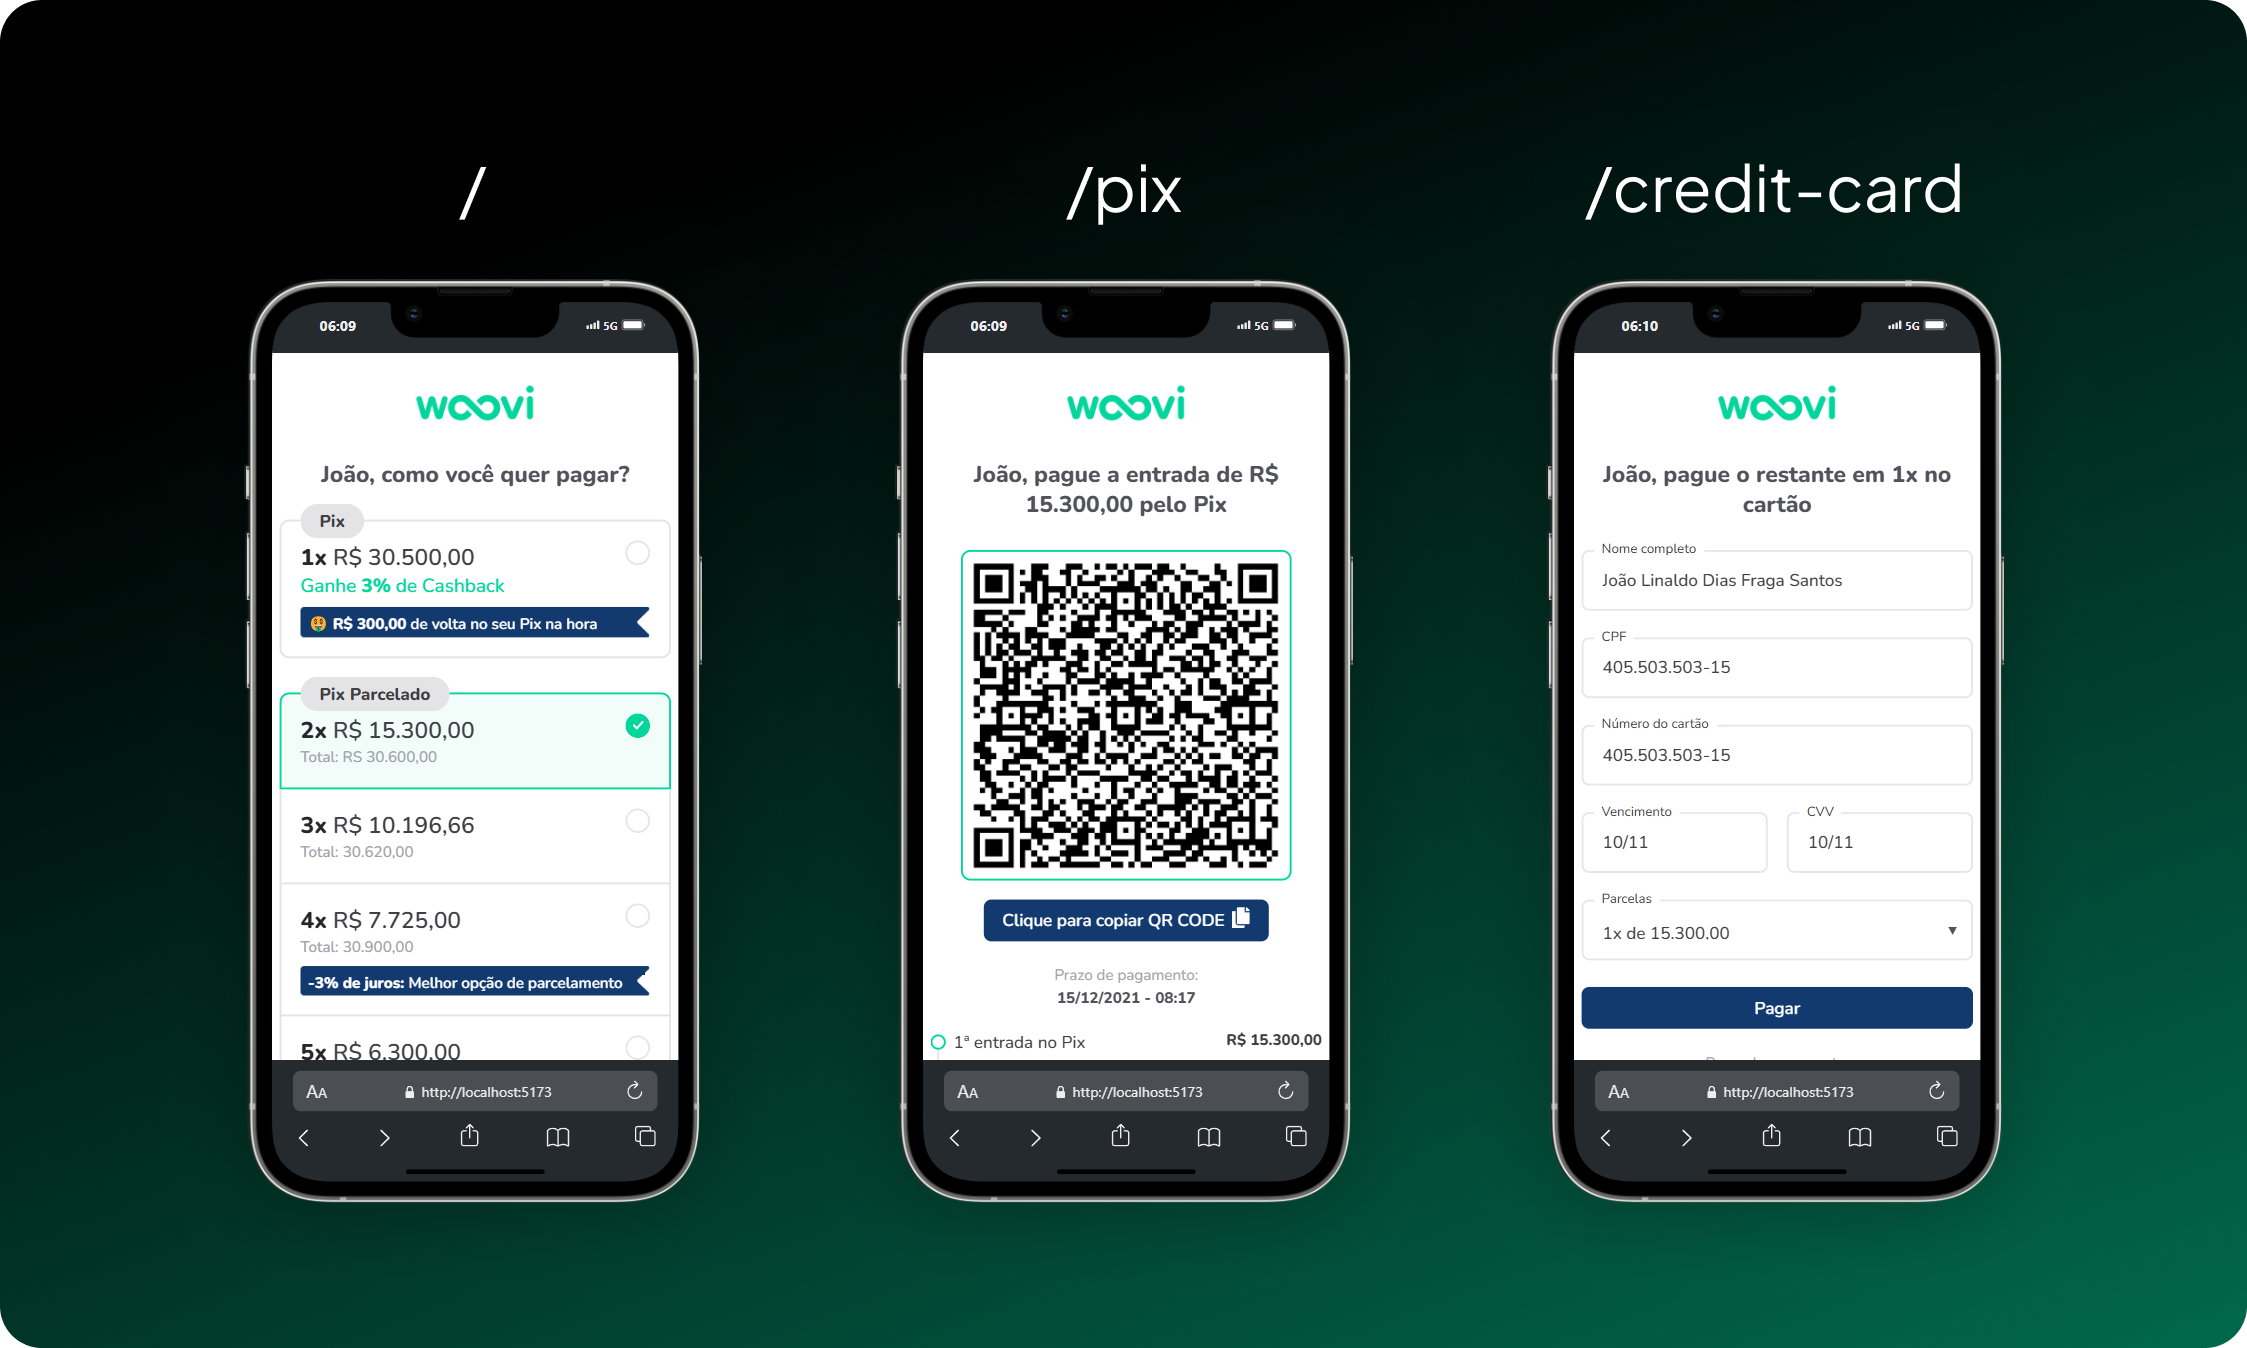 /
06:09
5G
woovi
João, como você quer pagar?
Pix
1x R$ 30.500,00
Ganhe 3% de Cashback
🤑 R$ 300,00 de volta no seu Pix na hora
Pix Parcelado
2x R$ 15.300,00
Total: RS 30.600,00
3x R$ 10.196,66
Total: 30.620,00
4x R$ 7.725,00
Total: 30.900,00
-3% de juros: Melhor opção de parcelamento
5x R$ 6.300,00
AA
http://localhost:5173
/pix
06:09
5G
woovi
João, pague a entrada de R$
15.300,00 pelo Pix
Clique para copiar QR CODE
Prazo de pagamento:
15/12/2021 - 08:17
1ª entrada no Pix
R$ 15.300,00
AA
http://localhost:5173
/credit-card
06:10
5G
woovi
João, pague o restante em 1x no
cartão
Nome completo
João Linaldo Dias Fraga Santos
CPF
405.503.503-15
Número do cartão
405.503.503-15
Vencimento
10/11
CVV
10/11
Parcelas
1x de 15.300,00
Pagar
AA
http://localhost:5173